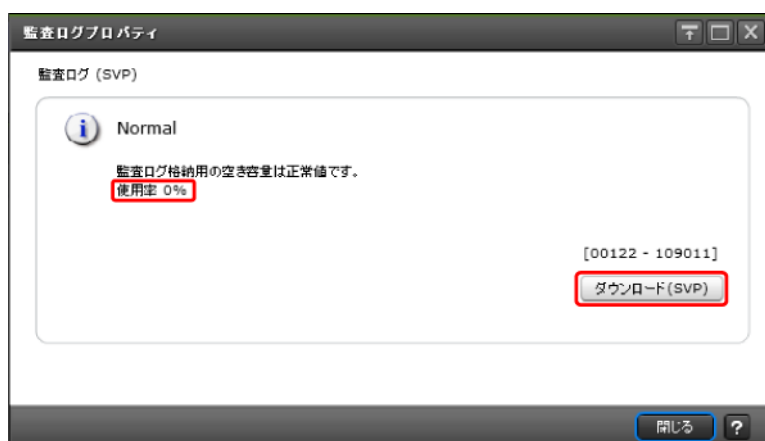 監査ログプロパティ
監査ログ (SVP)
Normal
監査ログ格納用の空き容量は正常値です。
使用率 0%
[00122 - 109011]
ダウンロード(SVP)
閉じる ?